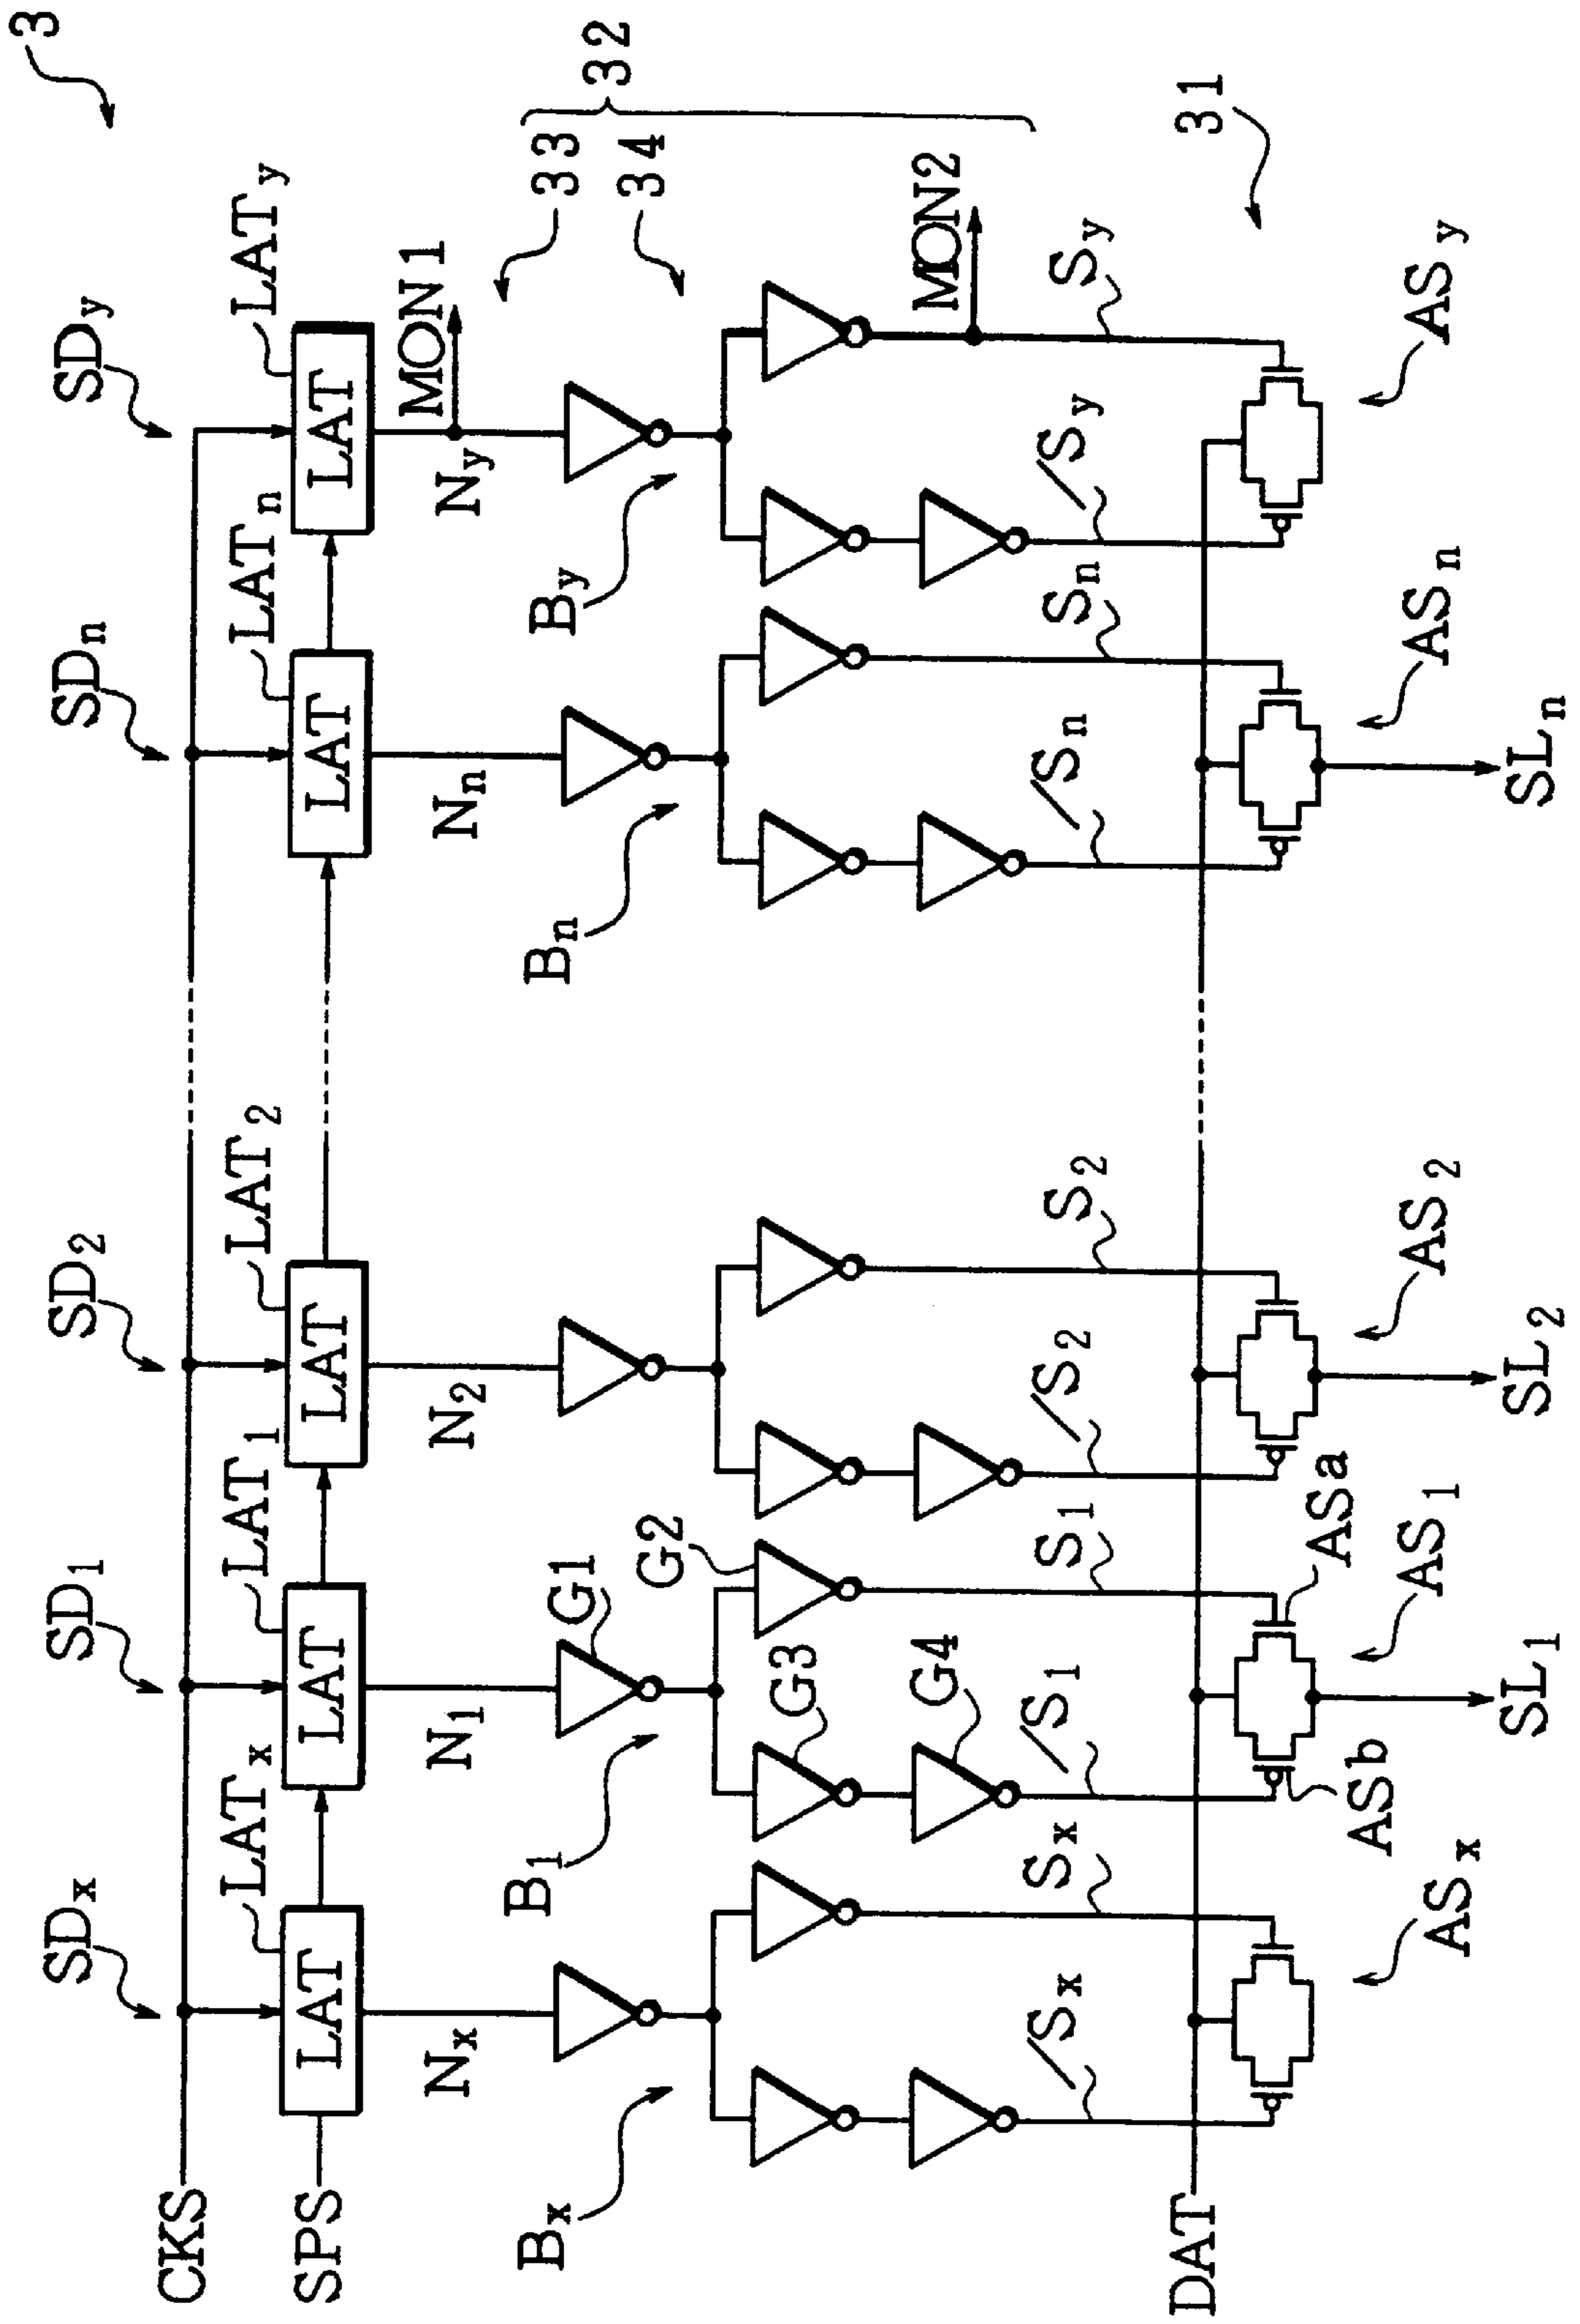 3
SDx SD1 SD2 SDn SDy
CKS
LATx LAT1 LAT2 LATn LATy
SPS LAT LAT LAT LAT LAT
Nx N1 N2 Nn Ny
MON1
33
32
34
Bx B1 Bn By
G1
G2
G3
G4
MON2
/Sx Sx /S1 S1 /S2 S2 /Sn Sn /Sy Sy
DAT
31
ASb ASa
ASx AS1 AS2 ASn ASy
SL1 SL2 SLn